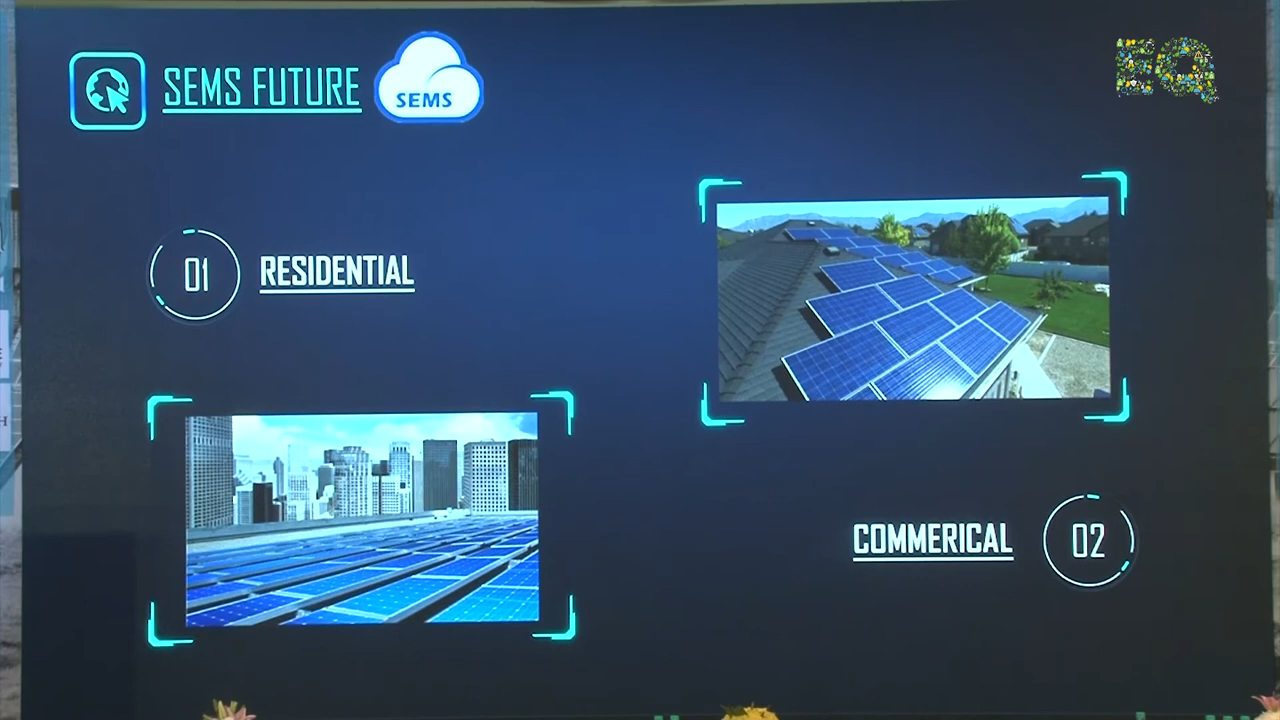 SEMS FUTURE
SEMS
EQ
01
RESIDENTIAL
COMMERICAL
02